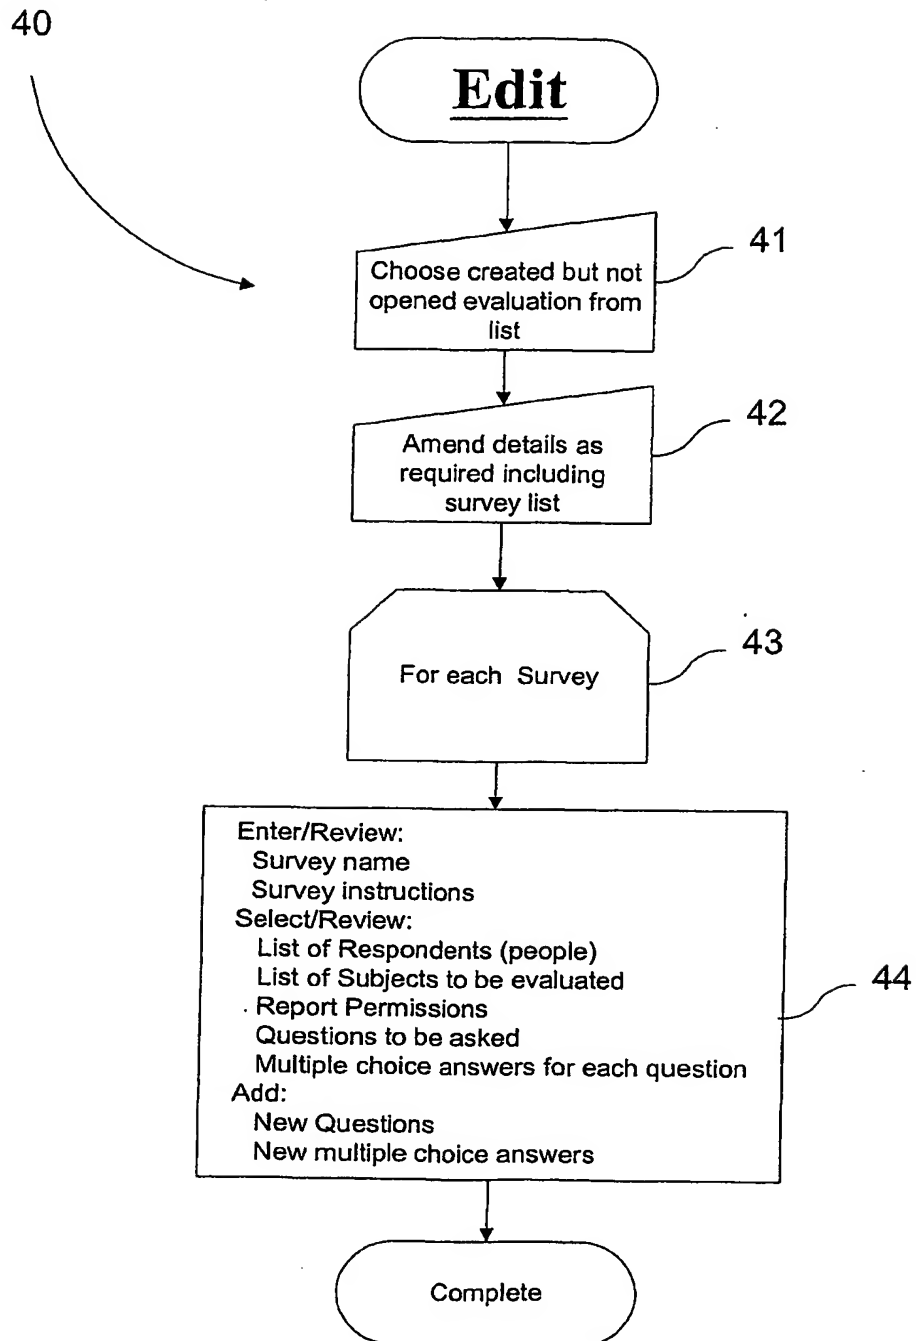 40
Edit
41
Choose created but not
opened evaluation from
list
42
Amend details as
required including
survey list
43
For each Survey
Enter/Review:
Survey name
Survey instructions
Select/Review:
List of Respondents (people)
List of Subjects to be evaluated
Report Permissions
Questions to be asked
Multiple choice answers for each question
Add:
New Questions
New multiple choice answers
44
Complete